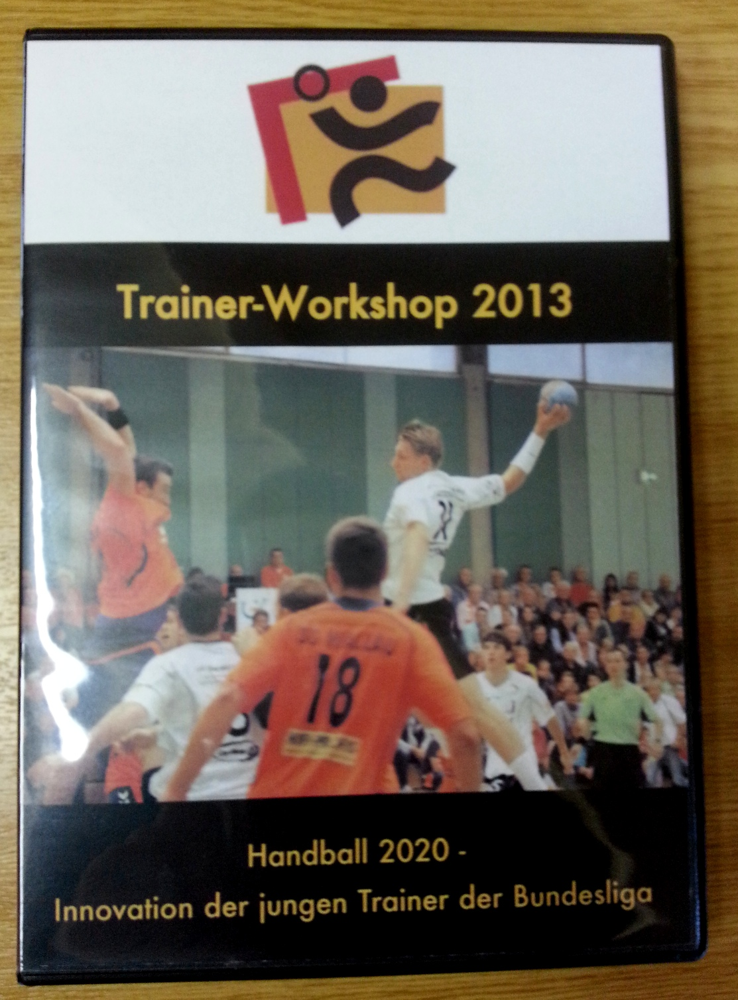 Trainer-Workshop 2013
18
Handball 2020 -
Innovation der jungen Trainer der Bundesliga